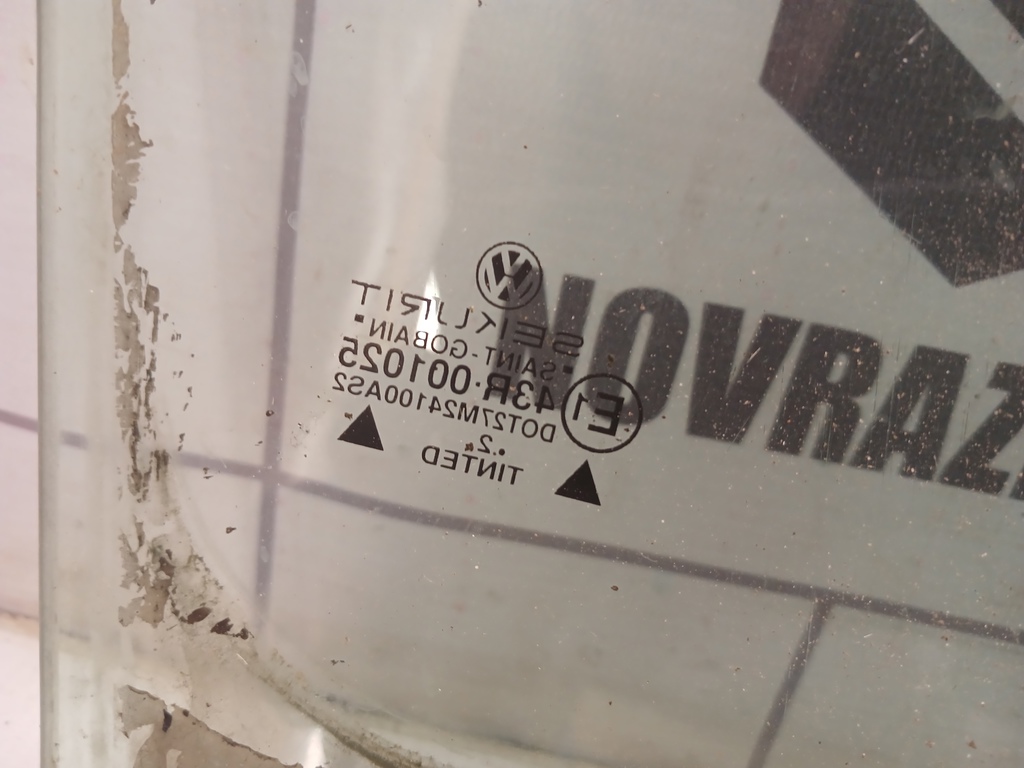 SEKURIT
"SAINT-GOBAIN"
E1 43R-001025
DOT27M24100AS2
.2.
TINTED
NOVRAZ